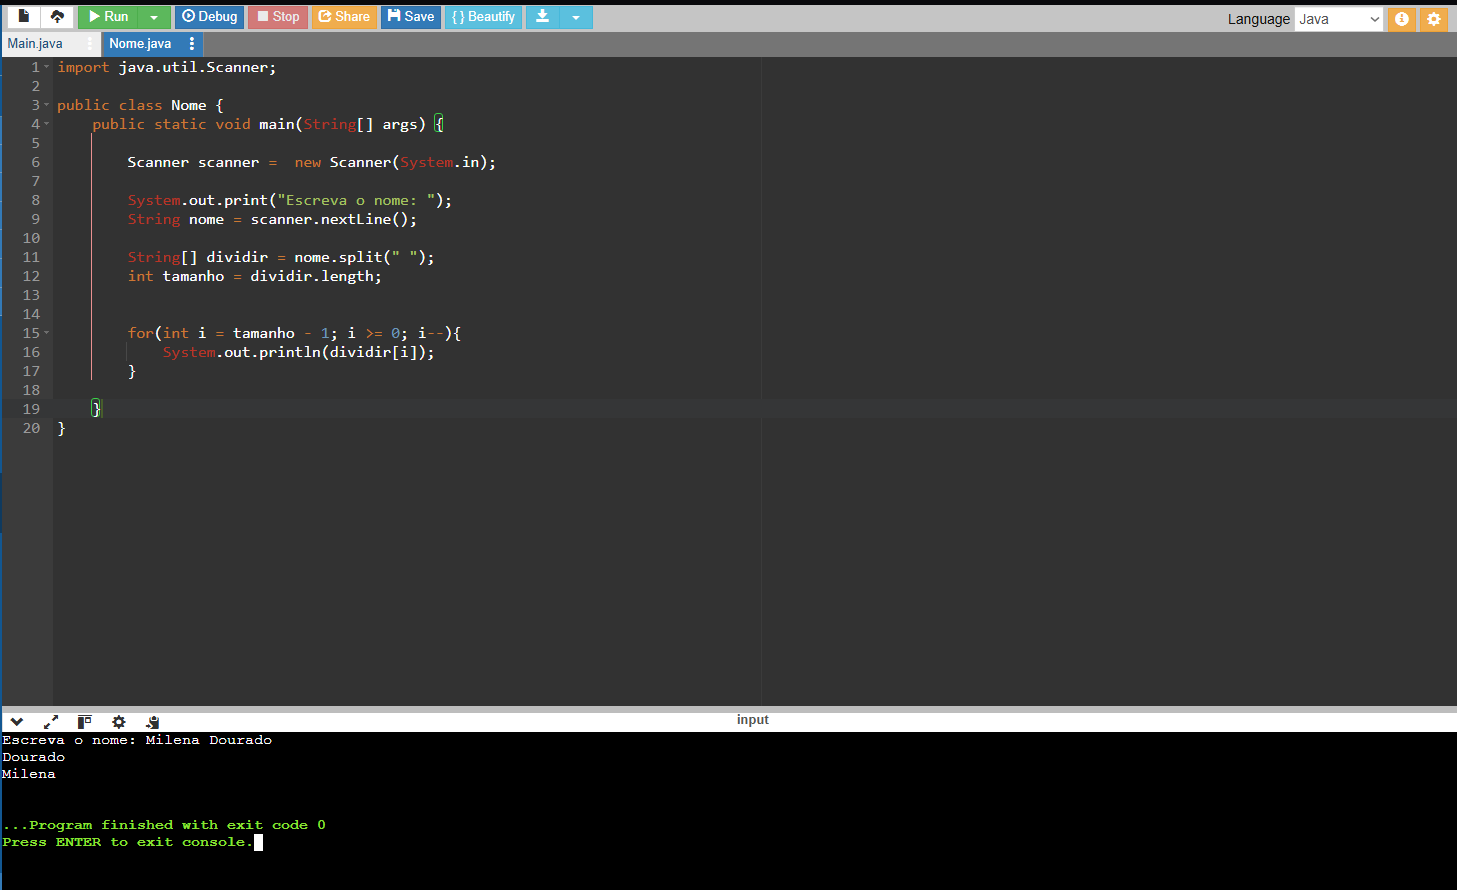 Run Debug Stop Share Save { } Beautify Language Java
Main.java Nome.java
1 import java.util.Scanner;
2
3 public class Nome {
4     public static void main(String[] args) {
5
6         Scanner scanner =  new Scanner(System.in);
7
8         System.out.print("Escreva o nome: ");
9         String nome = scanner.nextLine();
10
11         String[] dividir = nome.split(" ");
12         int tamanho = dividir.length;
13
14
15         for(int i = tamanho - 1; i >= 0; i--){
16             System.out.println(dividir[i]);
17         }
18
19     }
20 }
input
Escreva o nome: Milena Dourado
Dourado
Milena
...Program finished with exit code 0
Press ENTER to exit console.